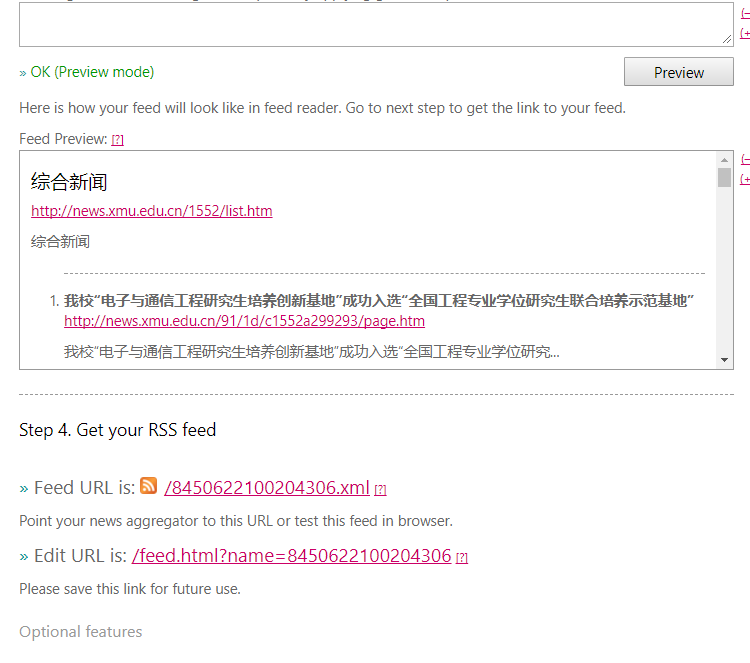 » OK (Preview mode)
Preview
Here is how your feed will look like in feed reader. Go to next step to get the link to your feed.
Feed Preview: [?]
综合新闻
http://news.xmu.edu.cn/1552/list.htm
综合新闻
1. 我校“电子与通信工程研究生培养创新基地”成功入选“全国工程专业学位研究生联合培养示范基地”
http://news.xmu.edu.cn/91/1d/c1552a299293/page.htm
我校“电子与通信工程研究生培养创新基地”成功入选“全国工程专业学位研究...
Step 4. Get your RSS feed
» Feed URL is: /8450622100204306.xml [?]
Point your news aggregator to this URL or test this feed in browser.
» Edit URL is: /feed.html?name=8450622100204306 [?]
Please save this link for future use.
Optional features